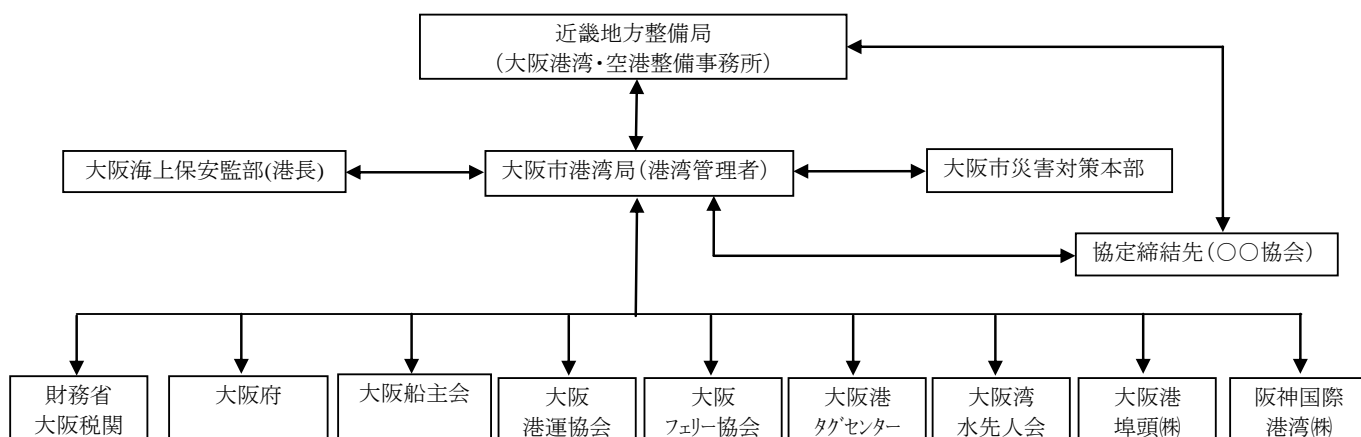 近畿地方整備局
（大阪港湾・空港整備事務所）
大阪海上保安監部(港長)
大阪市港湾局（港湾管理者）
大阪市災害対策本部
協定締結先（○○協会）
財務省
大阪税関
大阪府
大阪船主会
大阪
港運協会
大阪
フェリー協会
大阪港
タグセンター
大阪湾
水先人会
大阪港
埠頭㈱
阪神国際
港湾㈱